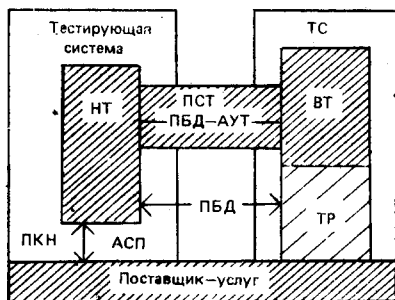 Тестирующая
система
ТС
НТ
ПСТ
ВТ
ПБД—АУТ
ПБД
ТР
ПКН
АСП
Поставщик—услуг